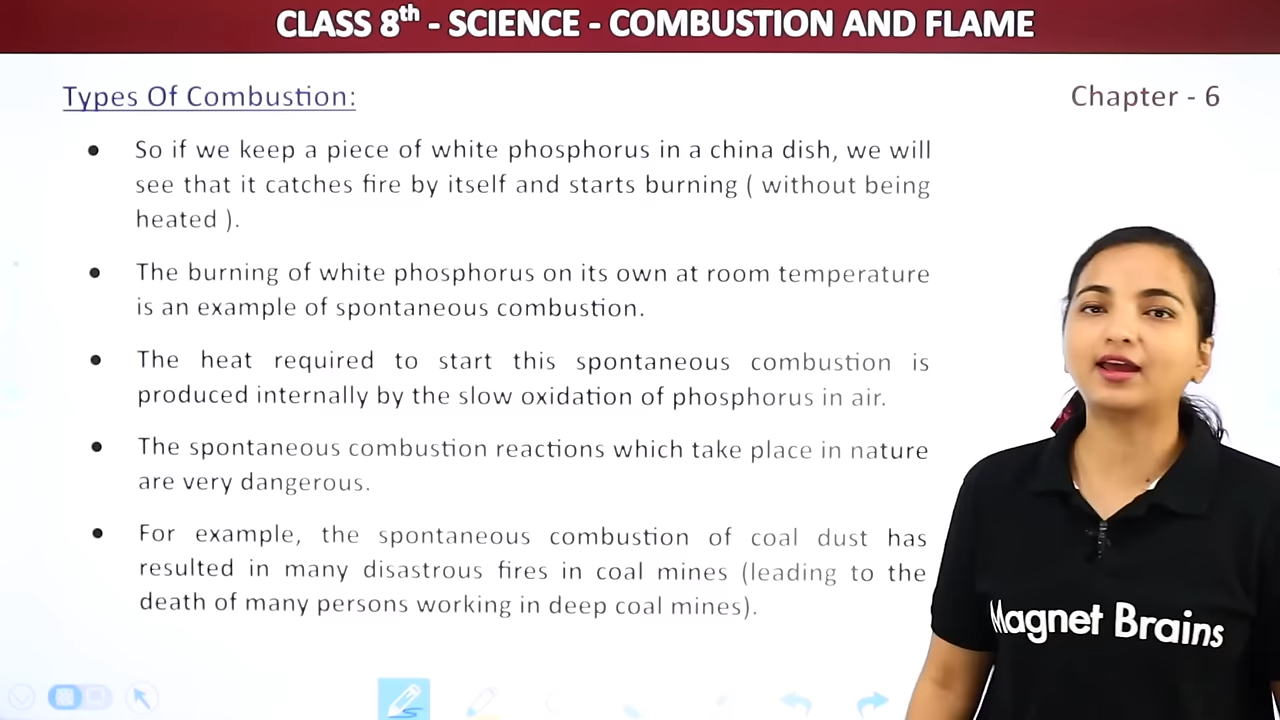 CLASS 8th - SCIENCE - COMBUSTION AND FLAME
Types Of Combustion:
Chapter - 6
• So if we keep a piece of white phosphorus in a china dish, we will
see that it catches fire by itself and starts burning ( without being
heated ).
• The burning of white phosphorus on its own at room temperature
is an example of spontaneous combustion.
• The heat required to start this spontaneous combustion is
produced internally by the slow oxidation of phosphorus in air.
• The spontaneous combustion reactions which take place in nature
are very dangerous.
• For example, the spontaneous combustion of coal dust has
resulted in many disastrous fires in coal mines (leading to the
death of many persons working in deep coal mines).
Magnet Brains